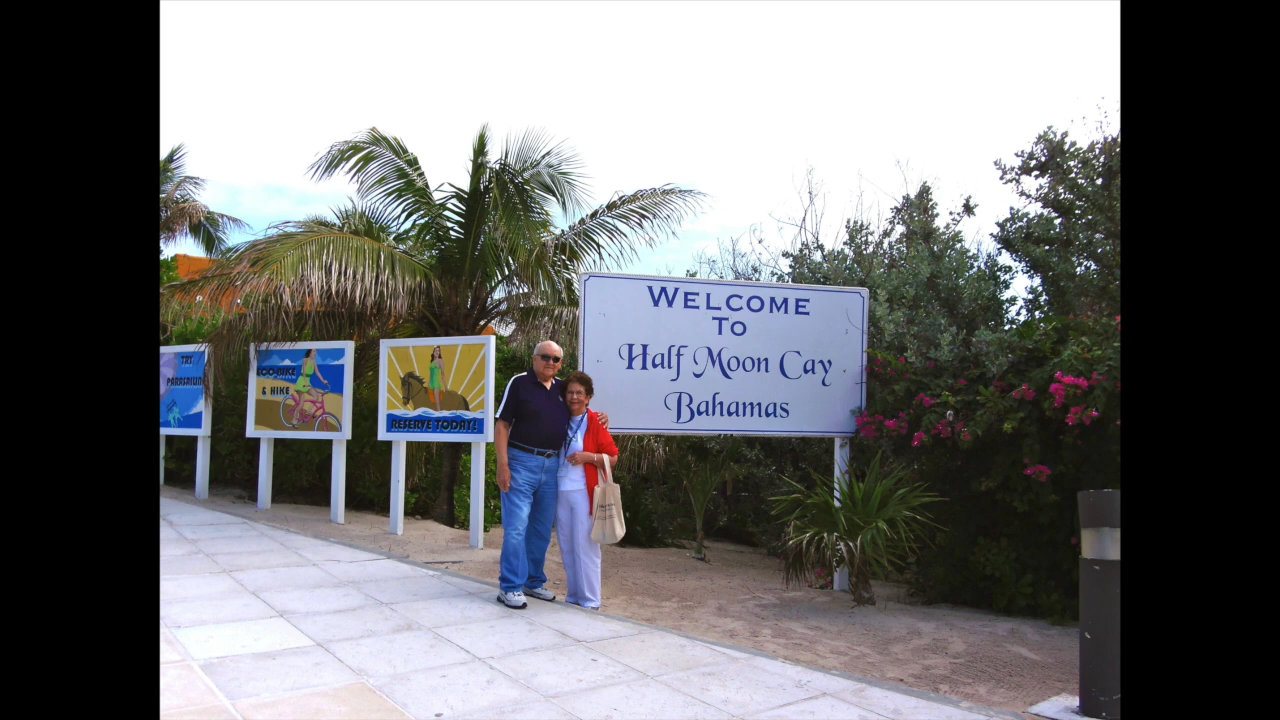 TRY
PARASAILING
ECO-BIKE
& HIKE
RESERVE TODAY!
WELCOME
TO
Half Moon Cay
Bahamas